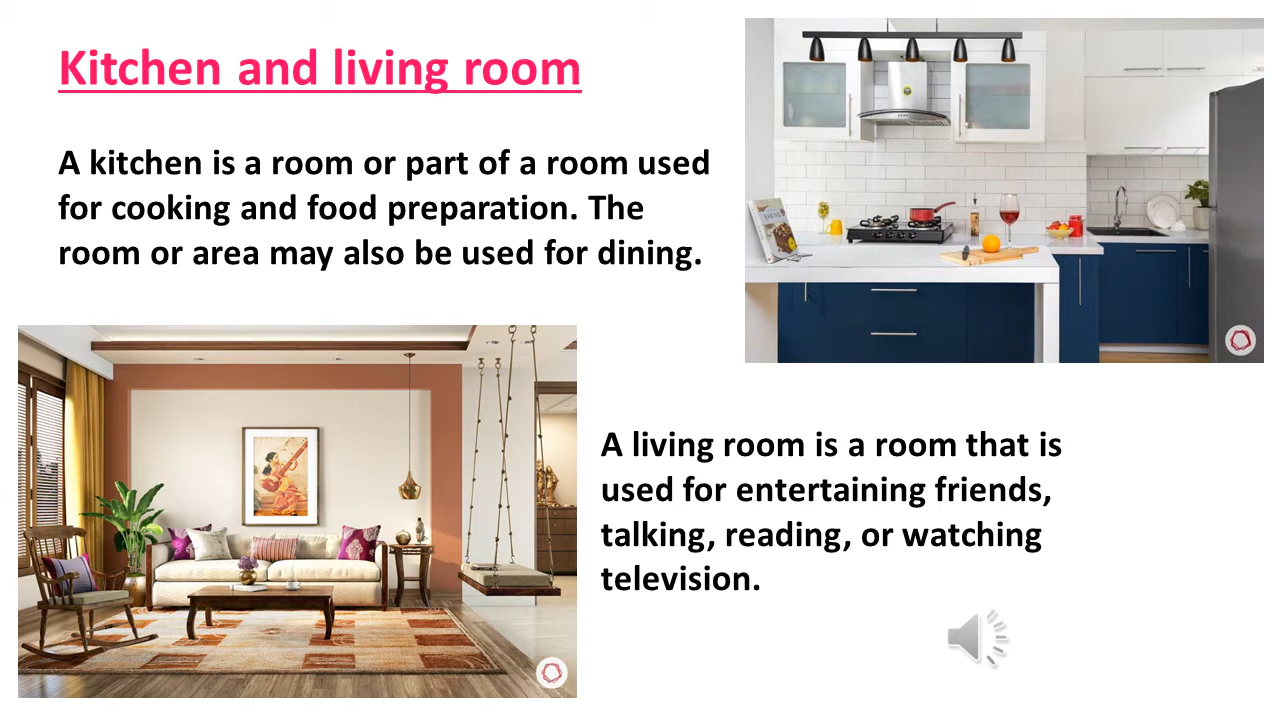 Kitchen and living room
A kitchen is a room or part of a room used
for cooking and food preparation. The
room or area may also be used for dining.
A living room is a room that is
used for entertaining friends,
talking, reading, or watching
television.